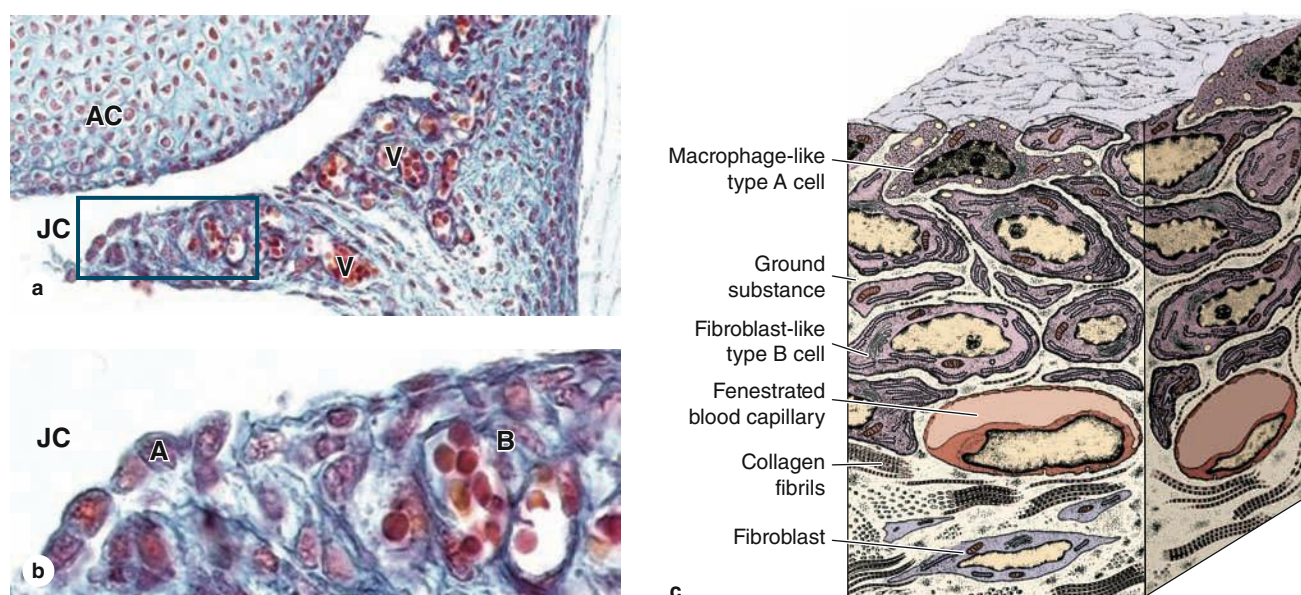 AC
V
JC
V
a
JC
A
B
b
Macrophage-like
type A cell
Ground
substance
Fibroblast-like
type B cell
Fenestrated
blood capillary
Collagen
fibrils
Fibroblast
c